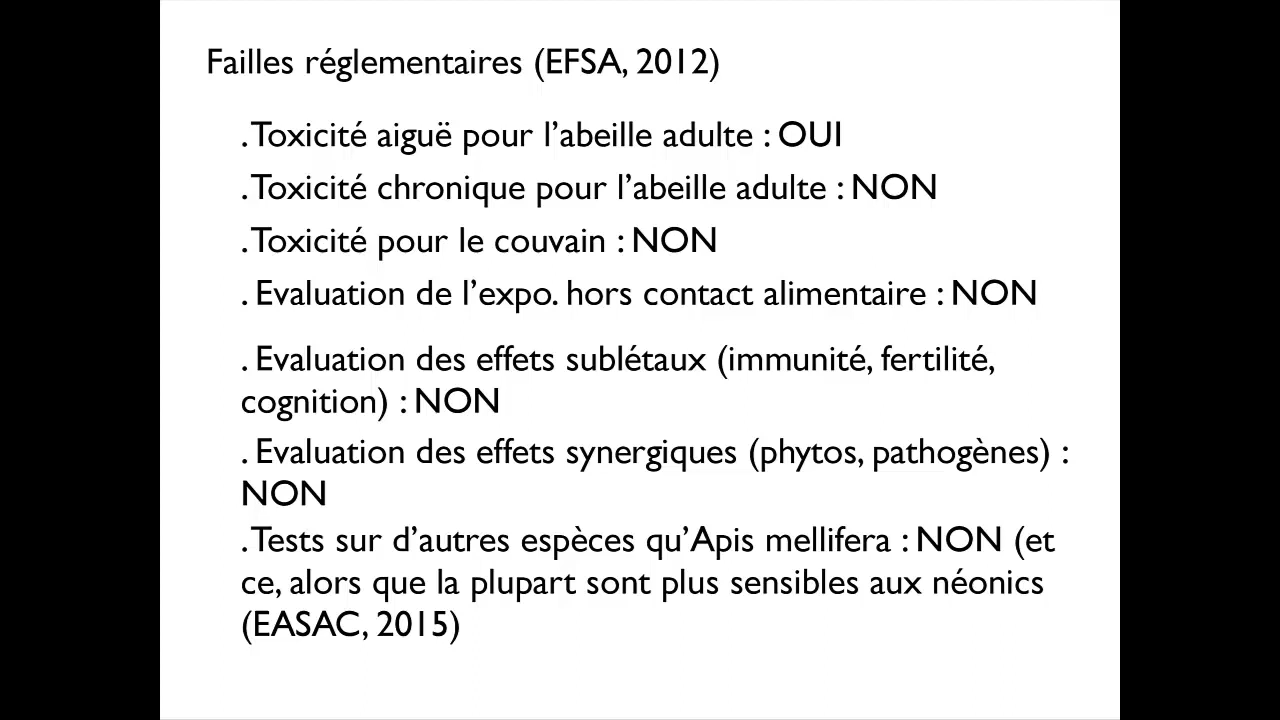 Failles réglementaires (EFSA, 2012)
. Toxicité aiguë pour l’abeille adulte : OUI
. Toxicité chronique pour l’abeille adulte : NON
. Toxicité pour le couvain : NON
. Evaluation de l’expo. hors contact alimentaire : NON
. Evaluation des effets sublétaux (immunité, fertilité,
cognition) : NON
. Evaluation des effets synergiques (phytos, pathogènes) :
NON
. Tests sur d’autres espèces qu’Apis mellifera : NON (et
ce, alors que la plupart sont plus sensibles aux néonics
(EASAC, 2015)